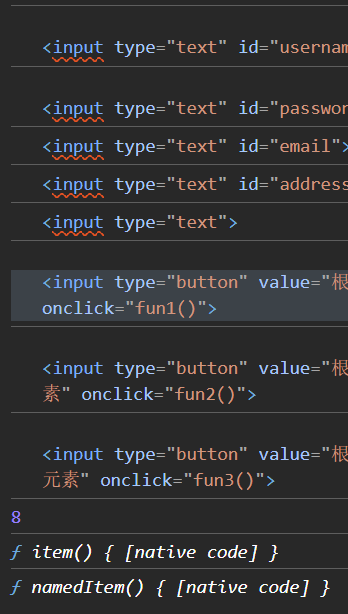 <input type="text" id="usernam
<input type="text" id="passwor
<input type="text" id="email">
<input type="text" id="address
<input type="text">
<input type="button" value="根
onclick="fun1()">
<input type="button" value="根
素" onclick="fun2()">
<input type="button" value="根
元素" onclick="fun3()">
8
ƒ item() { [native code] }
ƒ namedItem() { [native code] }